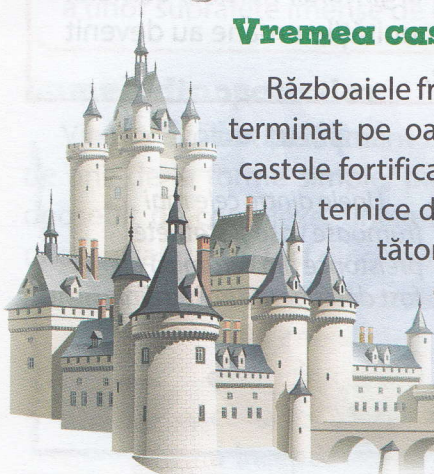 Vremea cas
Războaiele fr
terminat pe oa
castele fortifica
ternice d
tător